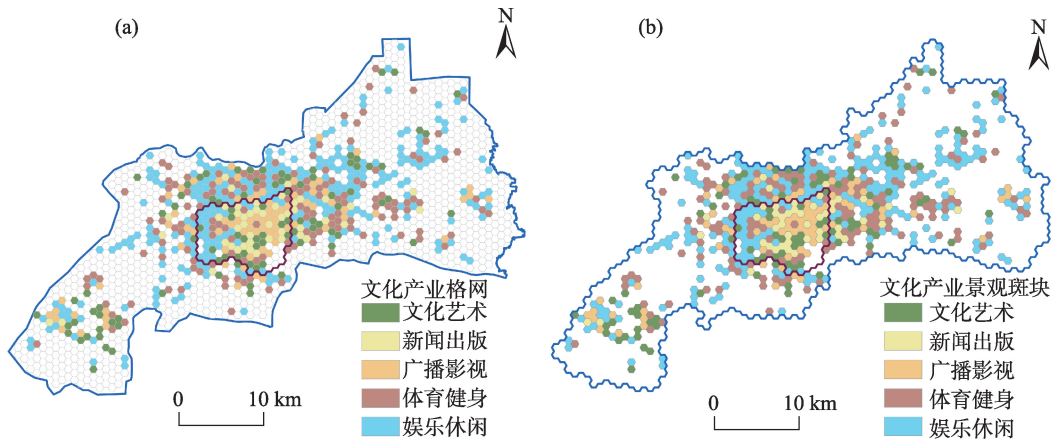 (a)
N
文化产业格网
文化艺术
新闻出版
广播影视
体育健身
娱乐休闲
0 10 km
(b)
N
文化产业景观斑块
文化艺术
新闻出版
广播影视
体育健身
娱乐休闲
0 10 km